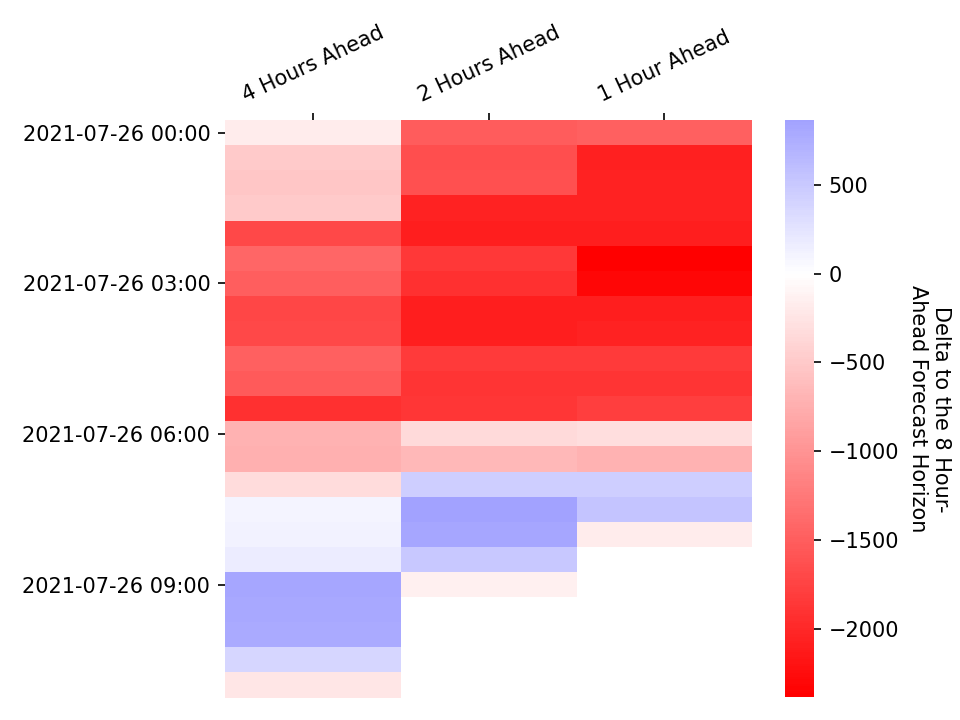 4 Hours Ahead
2 Hours Ahead
1 Hour Ahead
2021-07-26 00:00
2021-07-26 03:00
2021-07-26 06:00
2021-07-26 09:00
500
0
−500
−1000
−1500
−2000
Delta to the 8 Hour-
Ahead Forecast Horizon